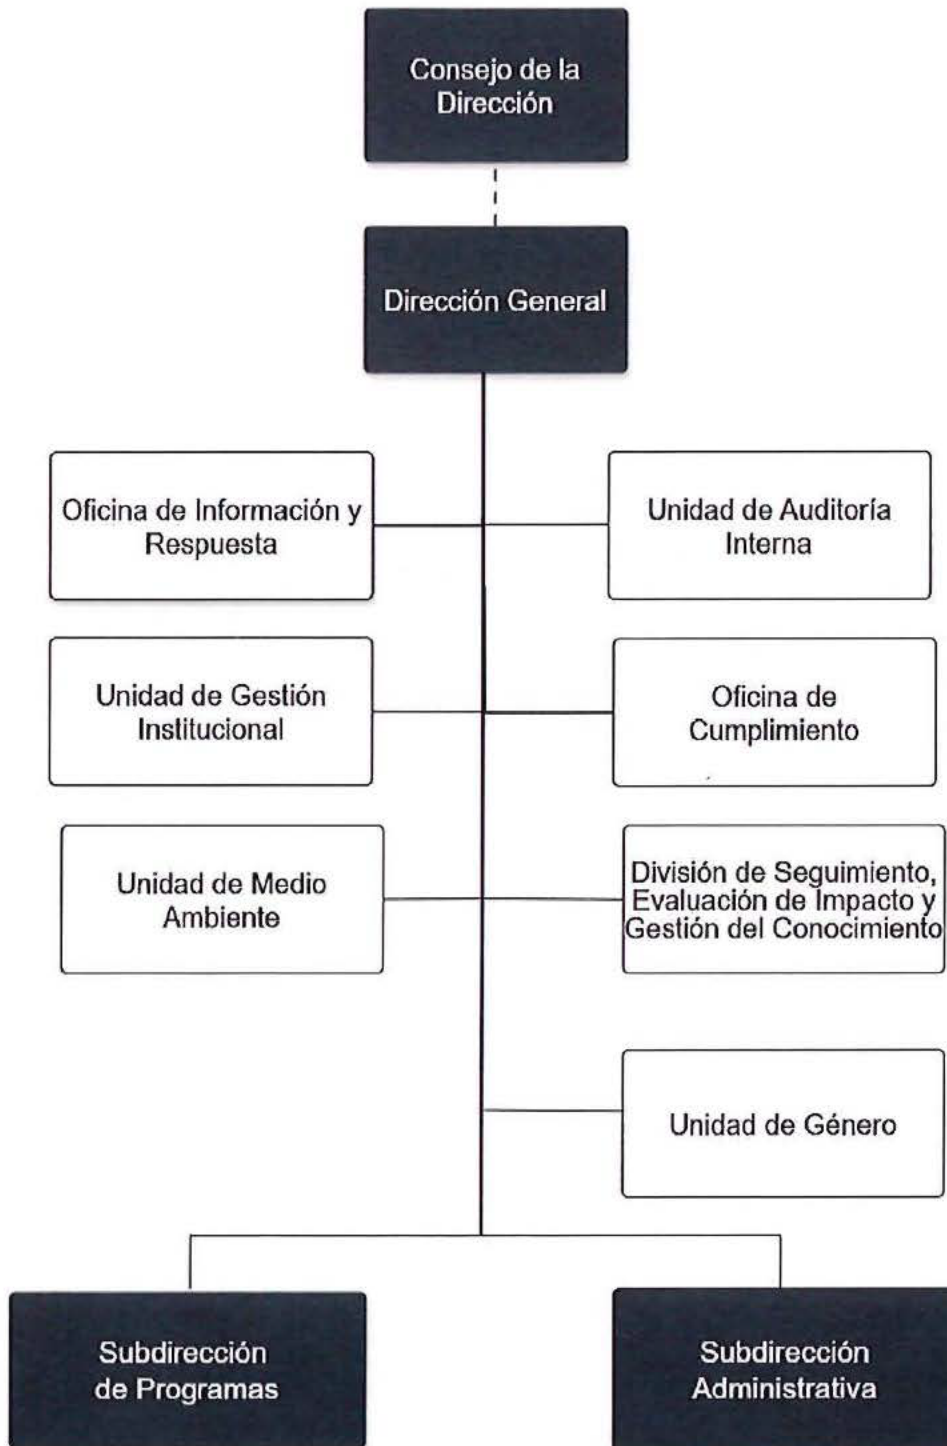 Consejo de la
Dirección
Dirección General
Oficina de Información y
Respuesta
Unidad de Auditoría
Interna
Unidad de Gestión
Institucional
Oficina de
Cumplimiento
Unidad de Medio
Ambiente
División de Seguimiento,
Evaluación de Impacto y
Gestión del Conocimiento
Unidad de Género
Subdirección
de Programas
Subdirección
Administrativa